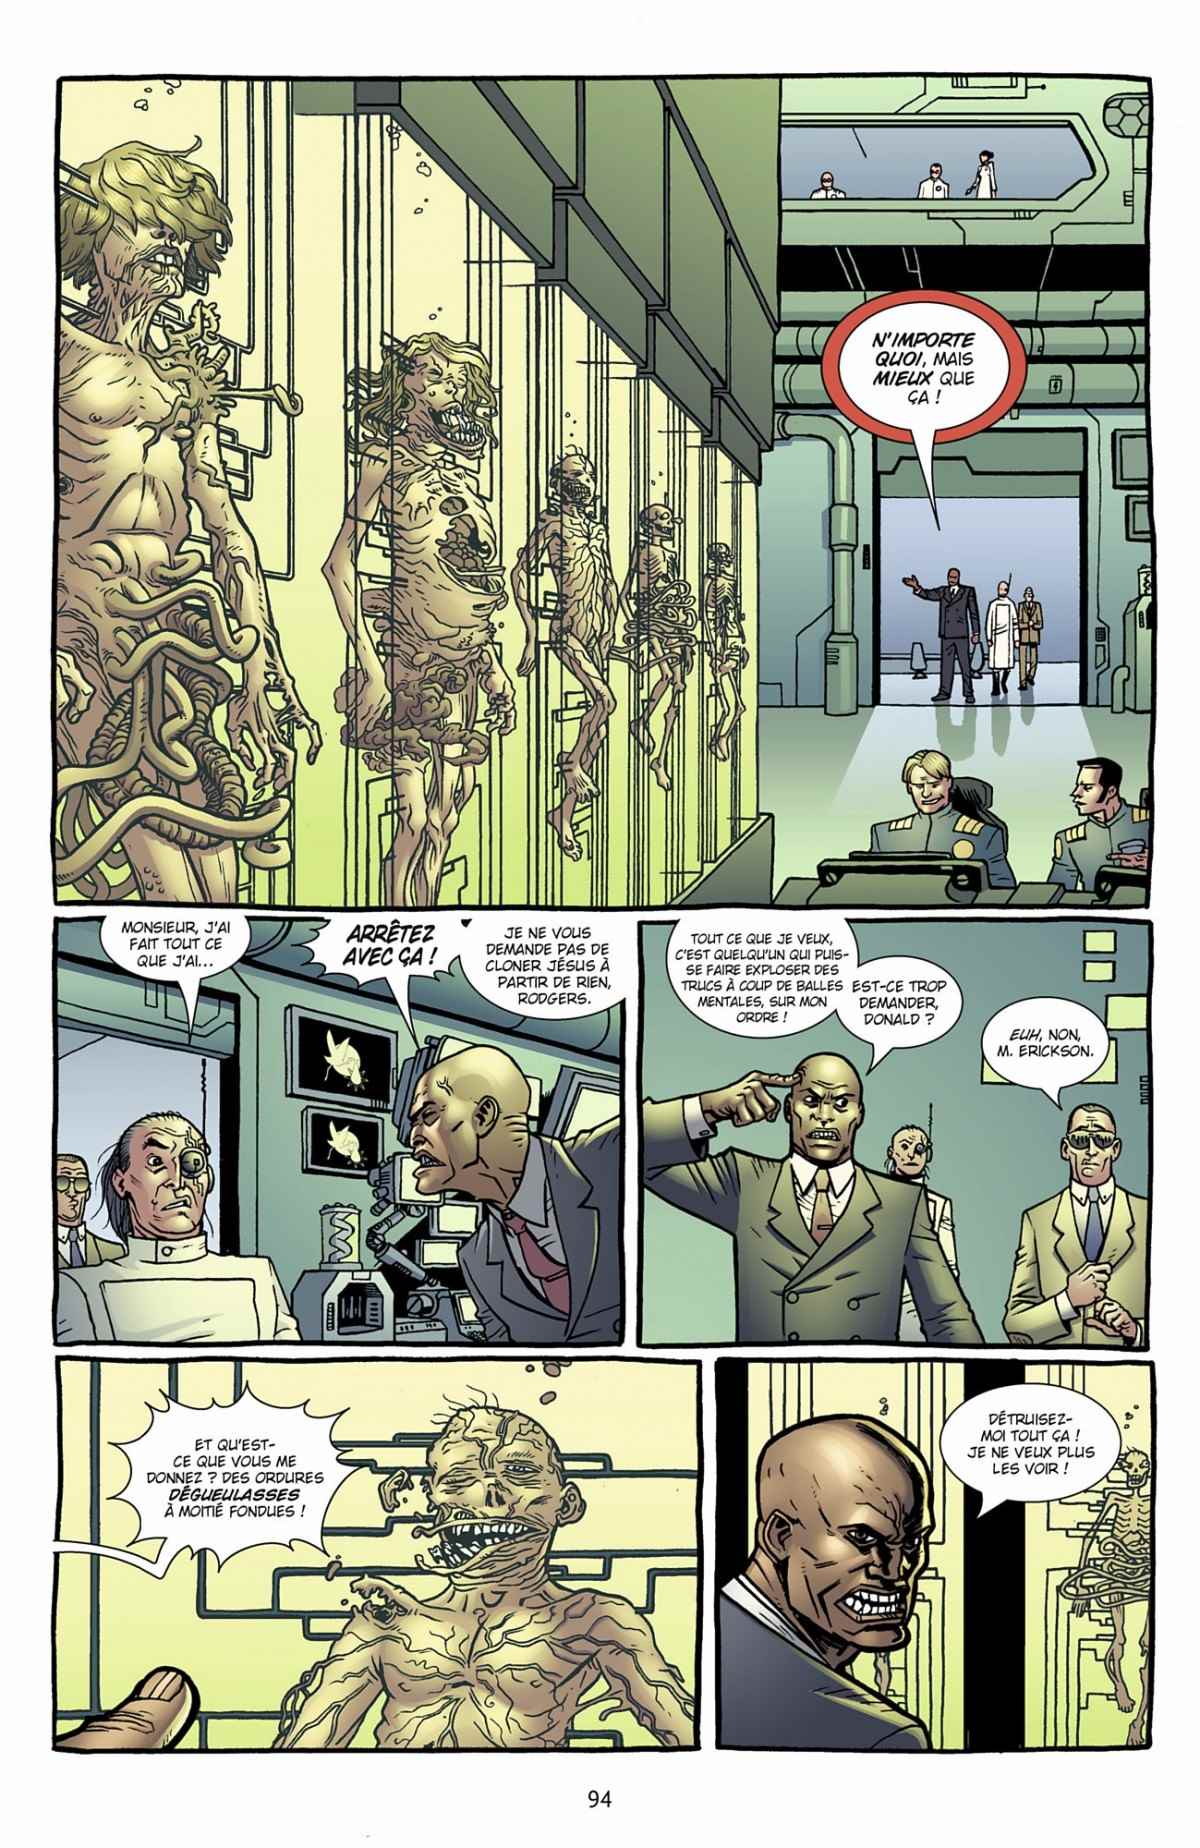 N'IMPORTE
QUOI, MAIS
MIEUX QUE
ÇA !
MONSIEUR, J'AI
FAIT TOUT CE
QUE J'AI...
ARRÊTEZ
AVEC ÇA !
JE NE VOUS
DEMANDE PAS DE
CLONER JÉSUS À
PARTIR DE RIEN,
RODGERS.
TOUT CE QUE JE VEUX,
C'EST QUELQU'UN QUI PUIS-
SE FAIRE EXPLOSER DES
TRUCS À COUP DE BALLES
MENTALES, SUR MON
ORDRE !
EST-CE TROP
DEMANDER,
DONALD ?
EUH, NON,
M. ERICKSON.
ET QU'EST-
CE QUE VOUS ME
DONNEZ ? DES ORDURES
DÉGUEULASSES
À MOITIÉ FONDUES !
DÉTRUISEZ-
MOI TOUT ÇA !
JE NE VEUX PLUS
LES VOIR !
94